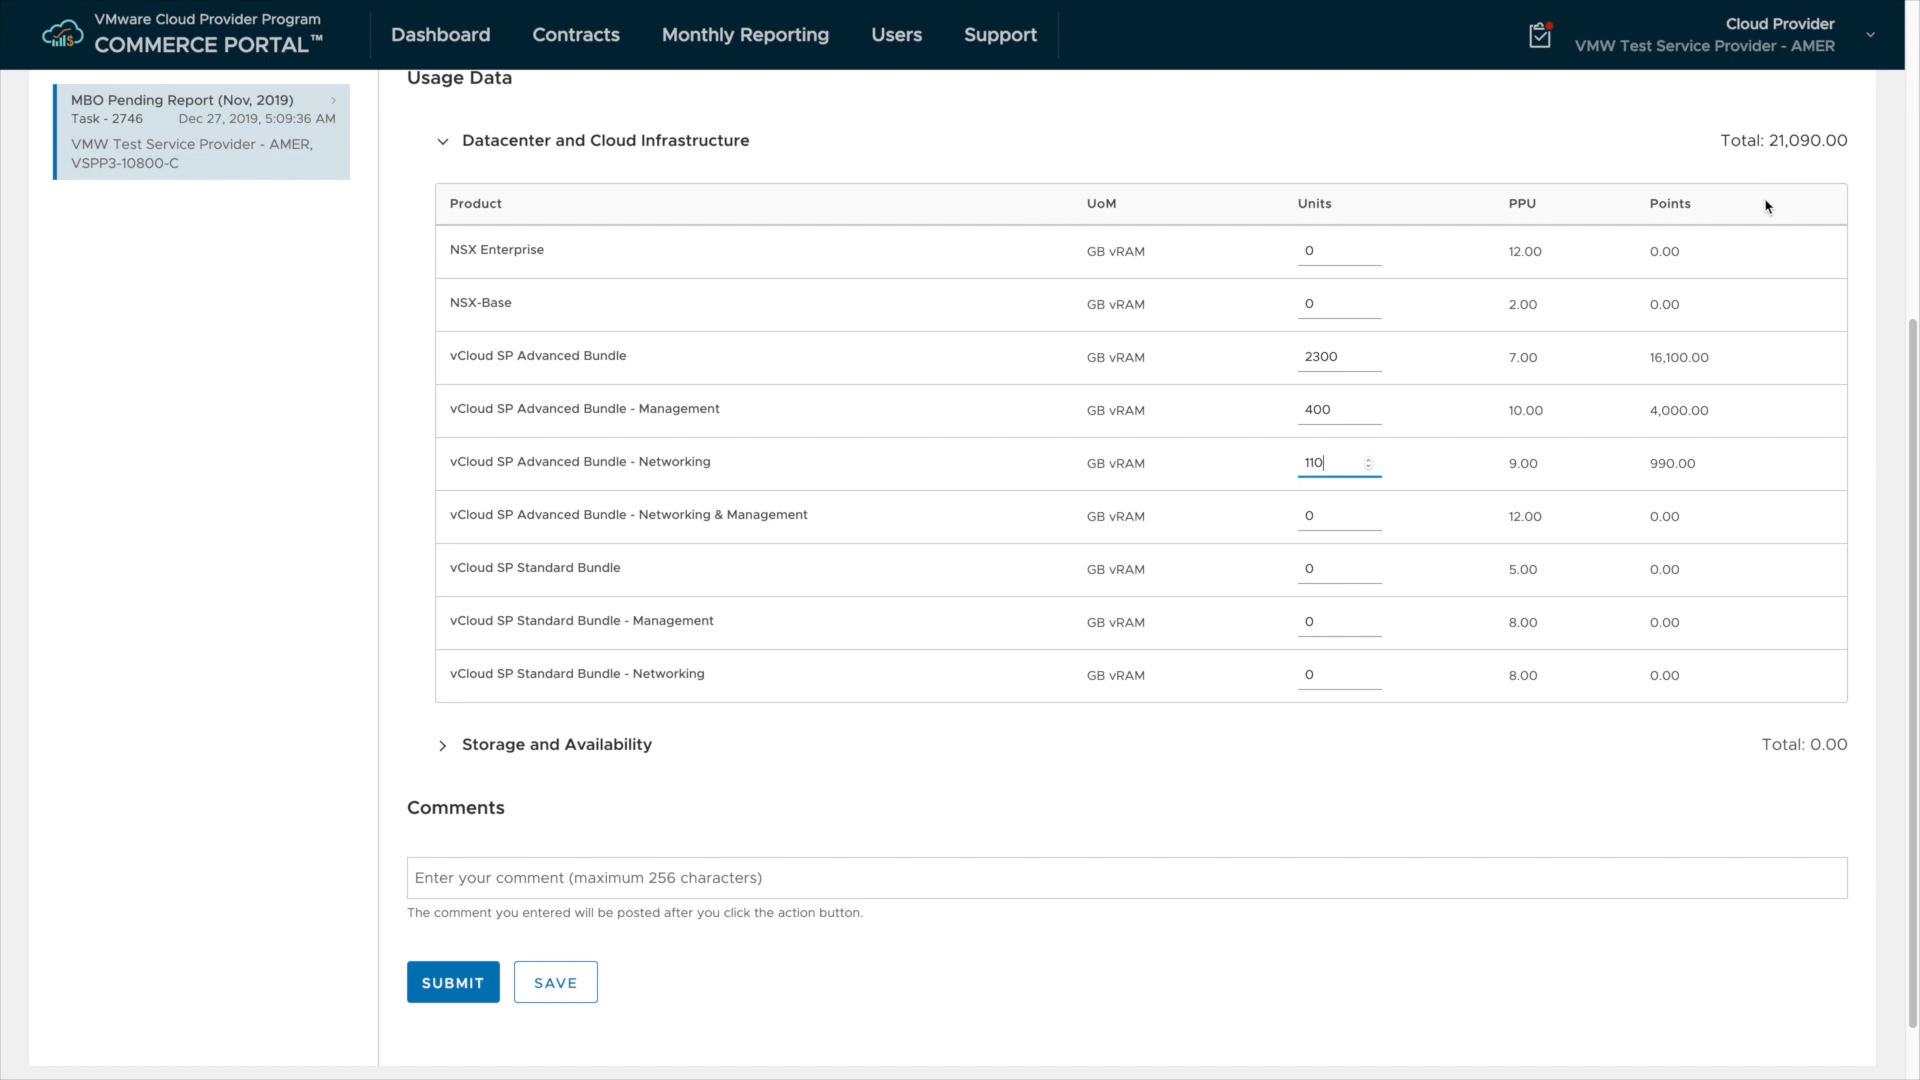 VMware Cloud Provider Program
COMMERCE PORTAL™
Dashboard
Contracts
Monthly Reporting
Users
Support
Cloud Provider
VMW Test Service Provider - AMER
MBO Pending Report (Nov, 2019)
Task - 2746 Dec 27, 2019, 5:09:36 AM
VMW Test Service Provider - AMER,
VSPP3-10800-C
Usage Data
Datacenter and Cloud Infrastructure Total: 21,090.00
Product UoM Units PPU Points
NSX Enterprise GB vRAM 0 12.00 0.00
NSX-Base GB vRAM 0 2.00 0.00
vCloud SP Advanced Bundle GB vRAM 2300 7.00 16,100.00
vCloud SP Advanced Bundle - Management GB vRAM 400 10.00 4,000.00
vCloud SP Advanced Bundle - Networking GB vRAM 110 9.00 990.00
vCloud SP Advanced Bundle - Networking & Management GB vRAM 0 12.00 0.00
vCloud SP Standard Bundle GB vRAM 0 5.00 0.00
vCloud SP Standard Bundle - Management GB vRAM 0 8.00 0.00
vCloud SP Standard Bundle - Networking GB vRAM 0 8.00 0.00
Storage and Availability Total: 0.00
Comments
Enter your comment (maximum 256 characters)
The comment you entered will be posted after you click the action button.
SUBMIT
SAVE